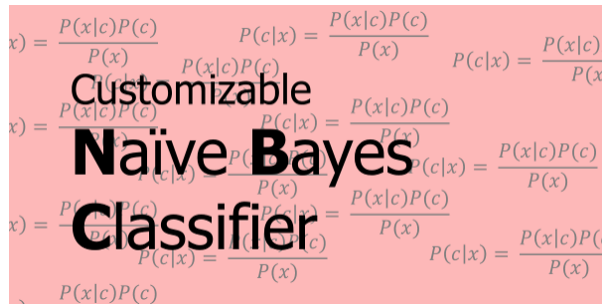 Customizable
Naïve Bayes
Classifier
x) = P(x|c)P(c) / P(x)
P(c|x) = P(x|c)P(c) / P(x)
P(c|x) = P(x|c)P(c) / P(x
P(c|x) = P(x|c)P(c) / P(x)
x) = P(x|c)P(c) / P(x)
P(c|x) = P(x|c)P(c) / P(x)
P(c|x) = P(x|c)P(c) / P(x)
P(c|x) = P(x|c)P(c) / P(x)
x) = P(x|c)P(c) / P(x)
P(c|x) = P(x|c)P(c) / P(x)
P(c|x) = P(x|c)P(c) / P(x)
P(c|x) = P(x|c)P( / P(x)
P(x|c)P(c)